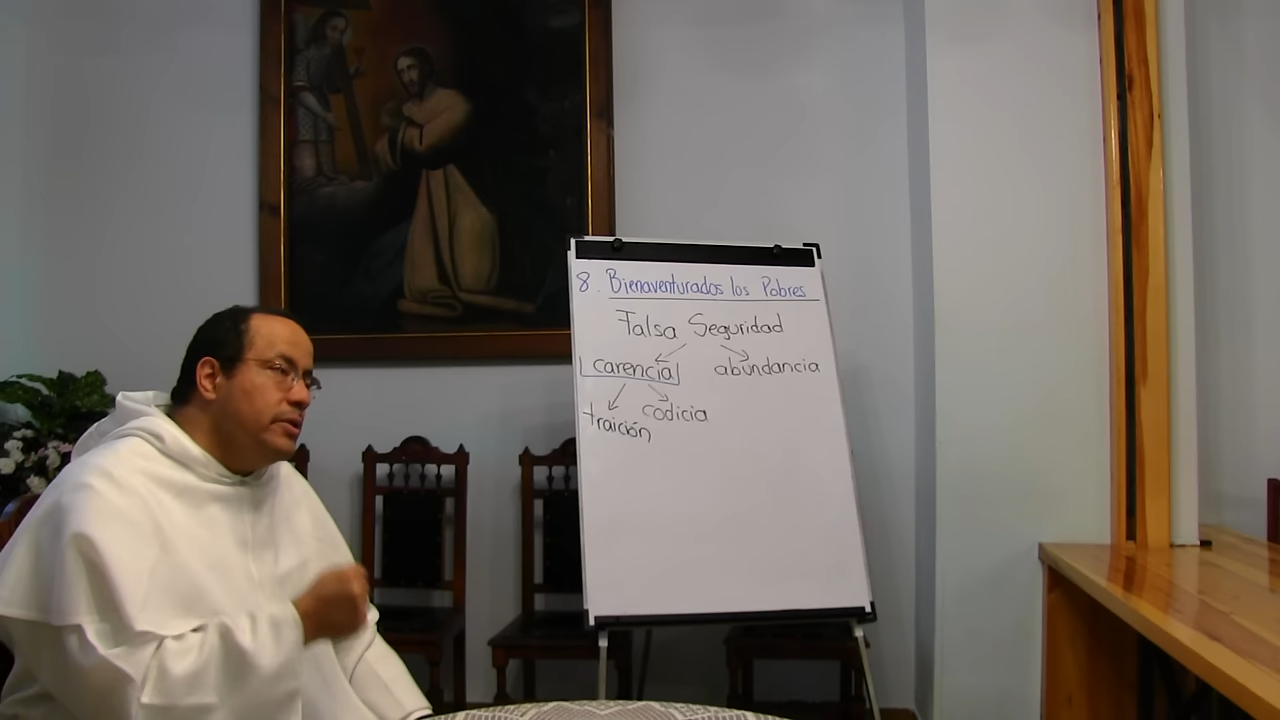 8. Bienaventurados los Pobres
Falsa Seguridad
carencia abundancia
traición codicia